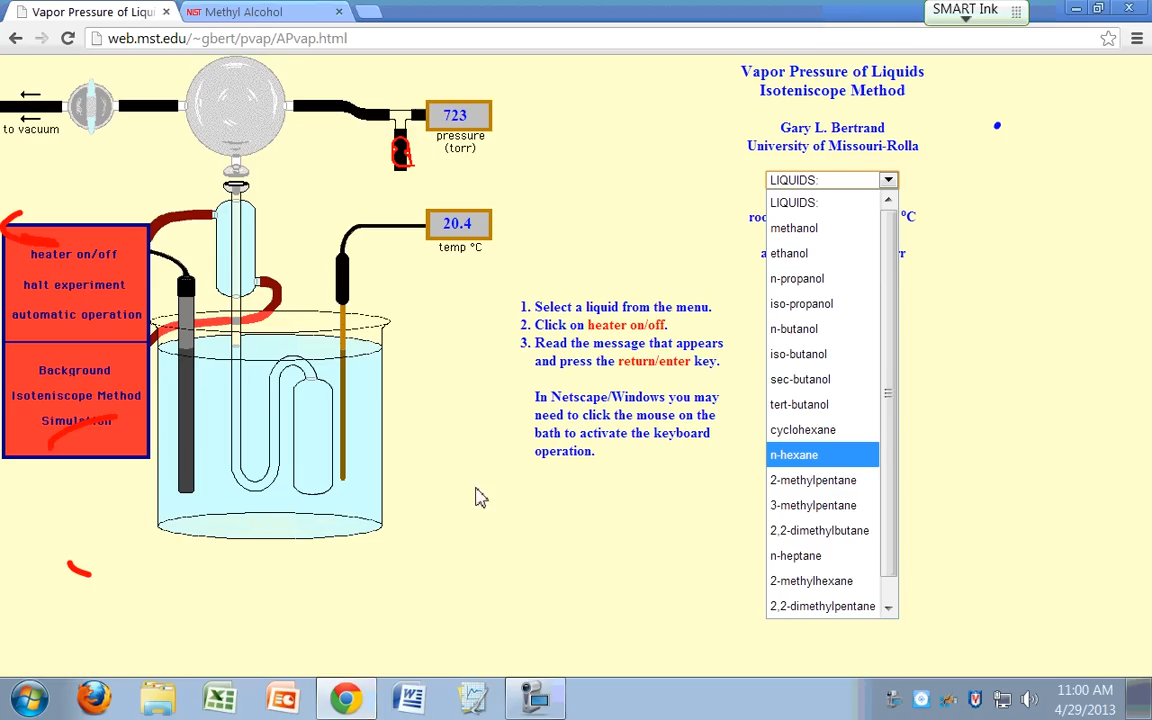 Vapor Pressure of Liqui
NIST Methyl Alcohol
SMART Ink
web.mst.edu/~gbert/pvap/APvap.html
to vacuum
723
pressure
(torr)
20.4
temp °C
heater on/off
halt experiment
automatic operation
Background
Isoteniscope Method
Simulation
1. Select a liquid from the menu.
2. Click on heater on/off.
3. Read the message that appears
and press the return/enter key.
In Netscape/Windows you may
need to click the mouse on the
bath to activate the keyboard
operation.
Vapor Pressure of Liquids
Isoteniscope Method
Gary L. Bertrand
University of Missouri-Rolla
LIQUIDS:
LIQUIDS:
methanol
ethanol
n-propanol
iso-propanol
n-butanol
iso-butanol
sec-butanol
tert-butanol
cyclohexane
n-hexane
2-methylpentane
3-methylpentane
2,2-dimethylbutane
n-heptane
2-methylhexane
2,2-dimethylpentane
°C
11:00 AM
4/29/2013